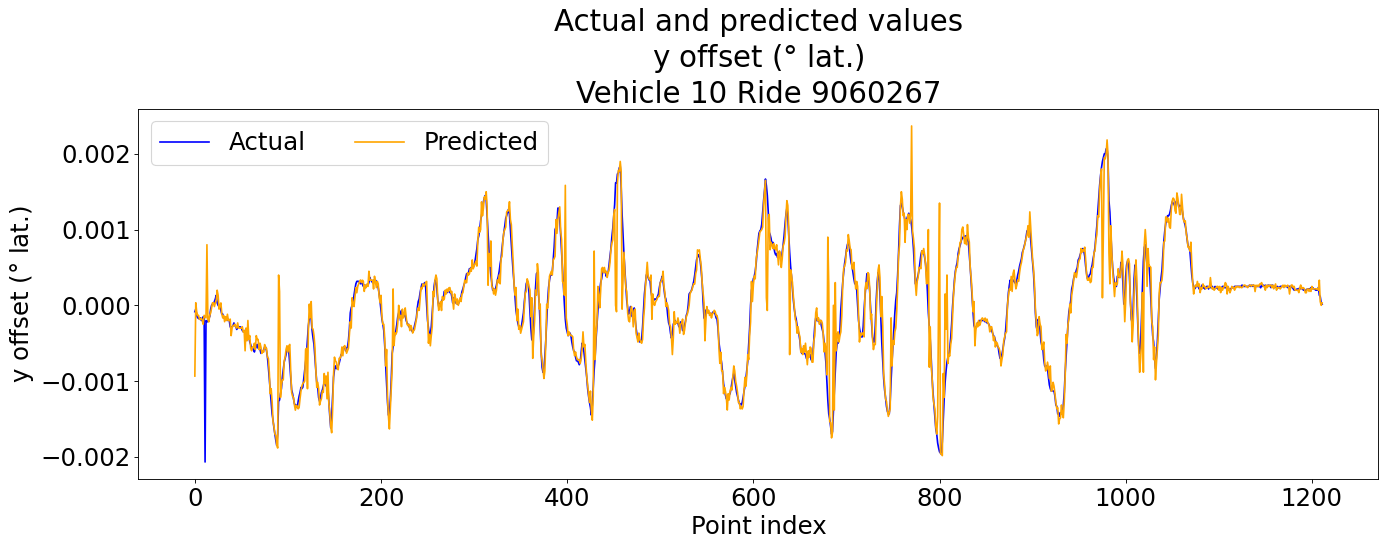 Actual and predicted values
y offset (° lat.)
Vehicle 10 Ride 9060267
Actual
Predicted
y offset (° lat.)
0.002
0.001
0.000
−0.001
−0.002
0
200
400
600
800
1000
1200
Point index